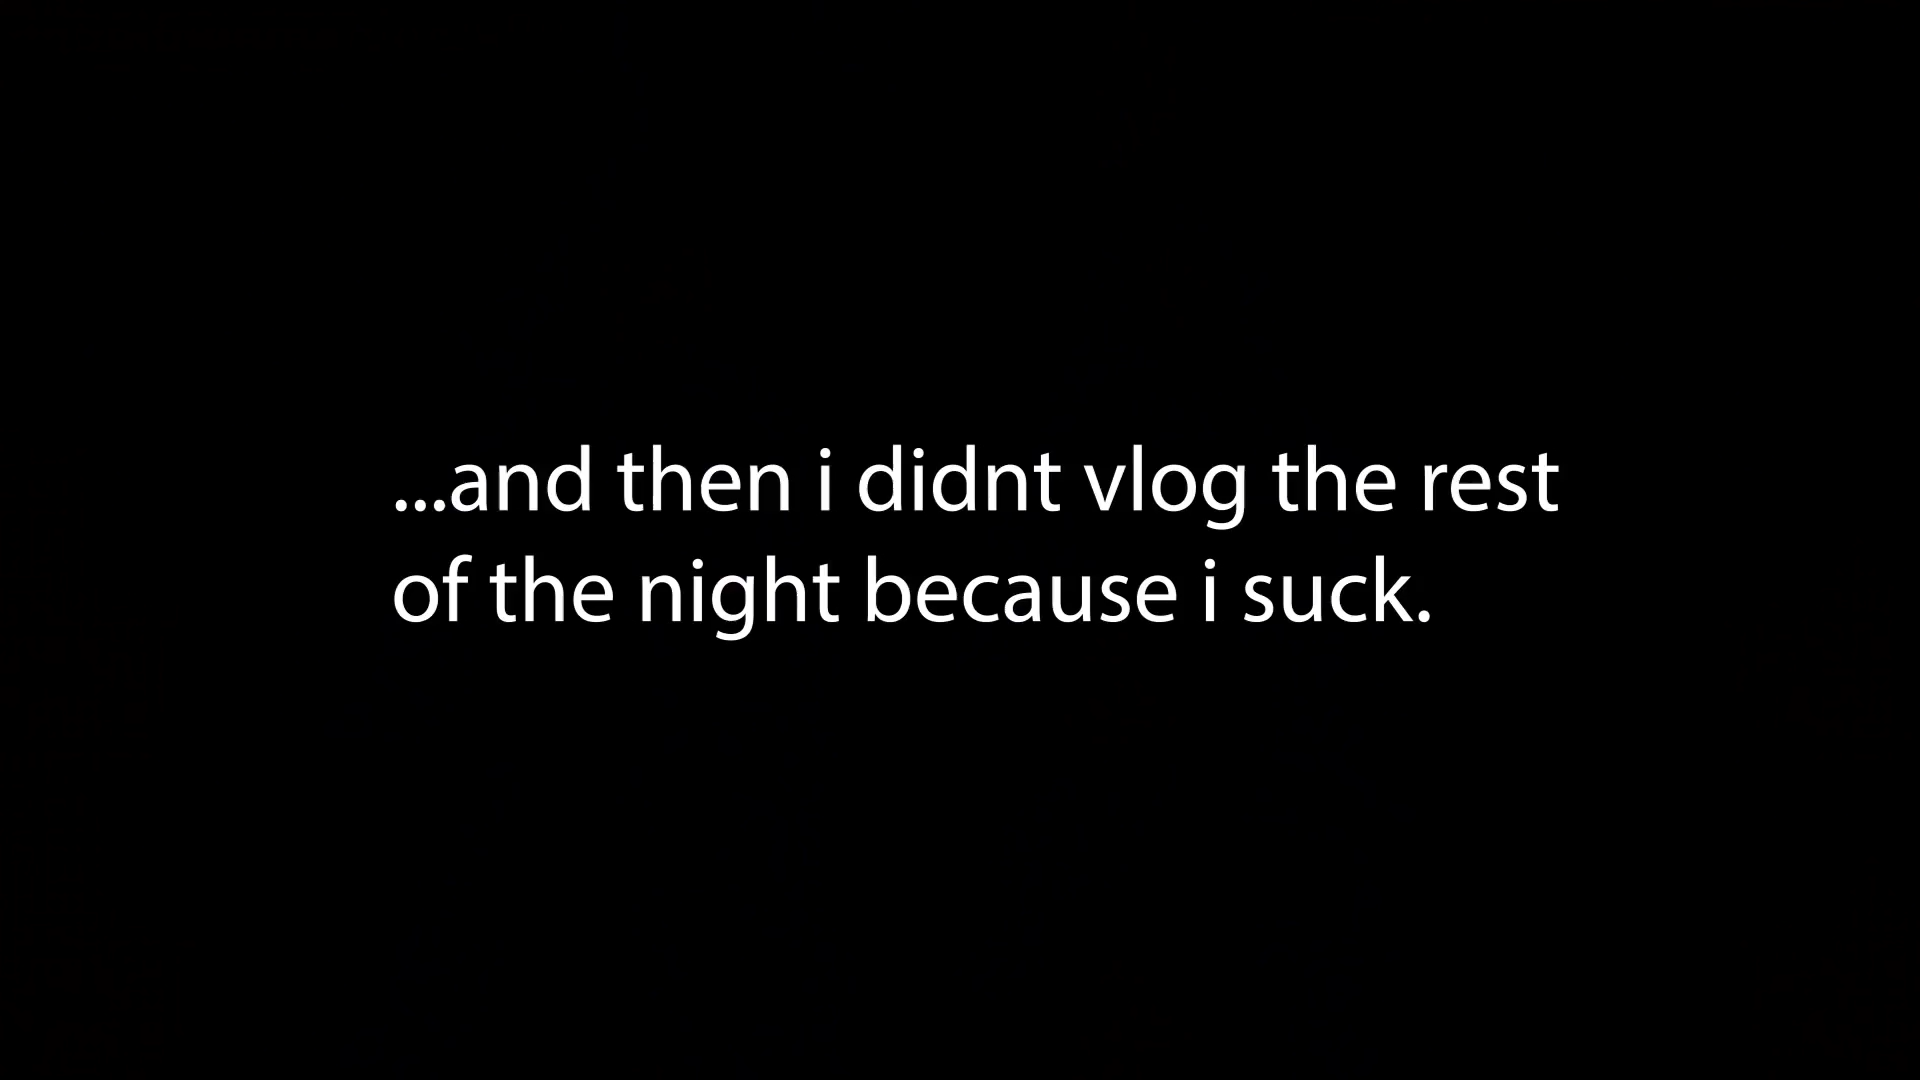 ...and then i didnt vlog the rest
of the night because i suck.